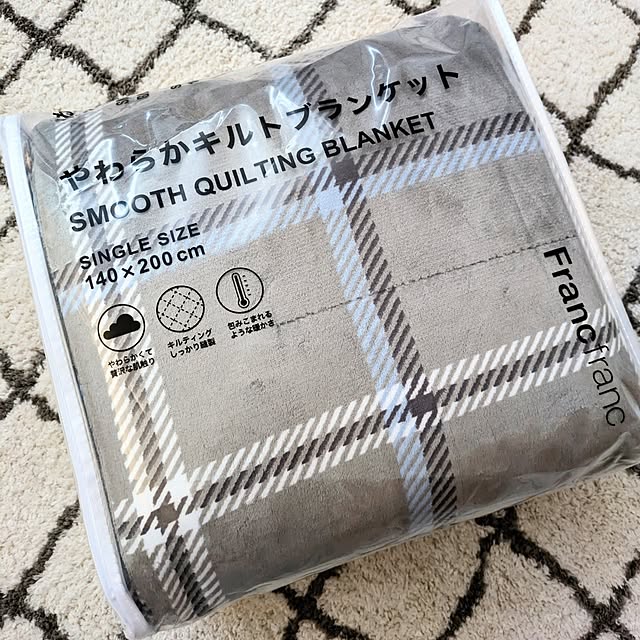 やわらかキルトブランケット
SMOOTH QUILTING BLANKET
SINGLE SIZE
140 × 200 cm
やわらかくて
贅沢な肌触り
キルティング
しっかり縫製
包みこまれる
ような暖かさ
Francfranc